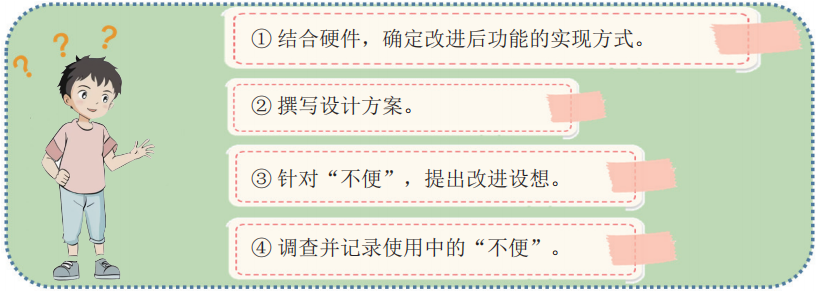 ? ? ?
① 结合硬件，确定改进后功能的实现方式。
② 撰写设计方案。
③ 针对“不便”，提出改进设想。
④ 调查并记录使用中的“不便”。